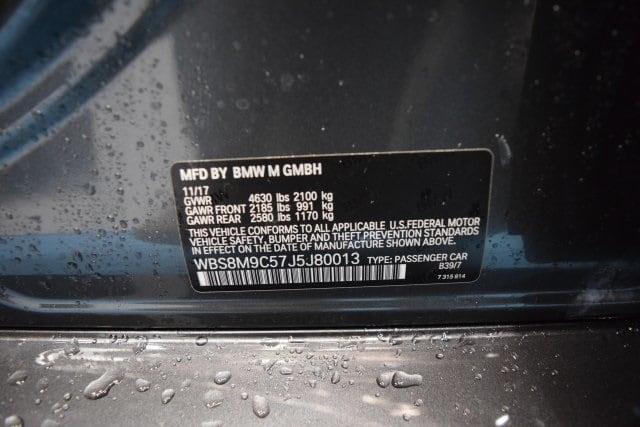 MFD BY BMW M GMBH
11/17
GVWR 4630 lbs 2100 kg
GAWR FRONT 2185 lbs 991 kg
GAWR REAR 2580 lbs 1170 kg
THIS VEHICLE CONFORMS TO ALL APPLICABLE U.S.FEDERAL MOTOR
VEHICLE SAFETY, BUMPER AND THEFT PREVENTION STANDARDS
IN EFFECT ON THE DATE OF MANUFACTURE SHOWN ABOVE.
WBS8M9C57J5J80013 TYPE: PASSENGER CAR
B39/7
7 315 814